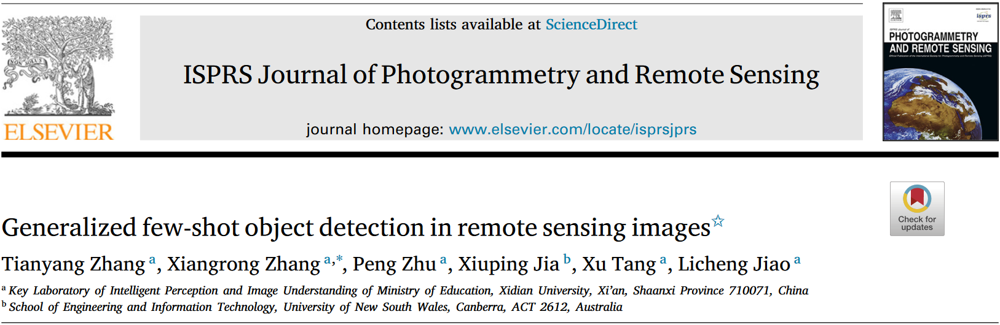 Contents lists available at ScienceDirect
ISPRS Journal of Photogrammetry and Remote Sensing
journal homepage: www.elsevier.com/locate/isprsjprs
ELSEVIER
isprs
PHOTOGRAMMETRY
AND REMOTE SENSING
Check for
updates
Generalized few-shot object detection in remote sensing images☆
Tianyang Zhang a, Xiangrong Zhang a,*, Peng Zhu a, Xiuping Jia b, Xu Tang a, Licheng Jiao a
a Key Laboratory of Intelligent Perception and Image Understanding of Ministry of Education, Xidian University, Xi'an, Shaanxi Province 710071, China
b School of Engineering and Information Technology, University of New South Wales, Canberra, ACT 2612, Australia